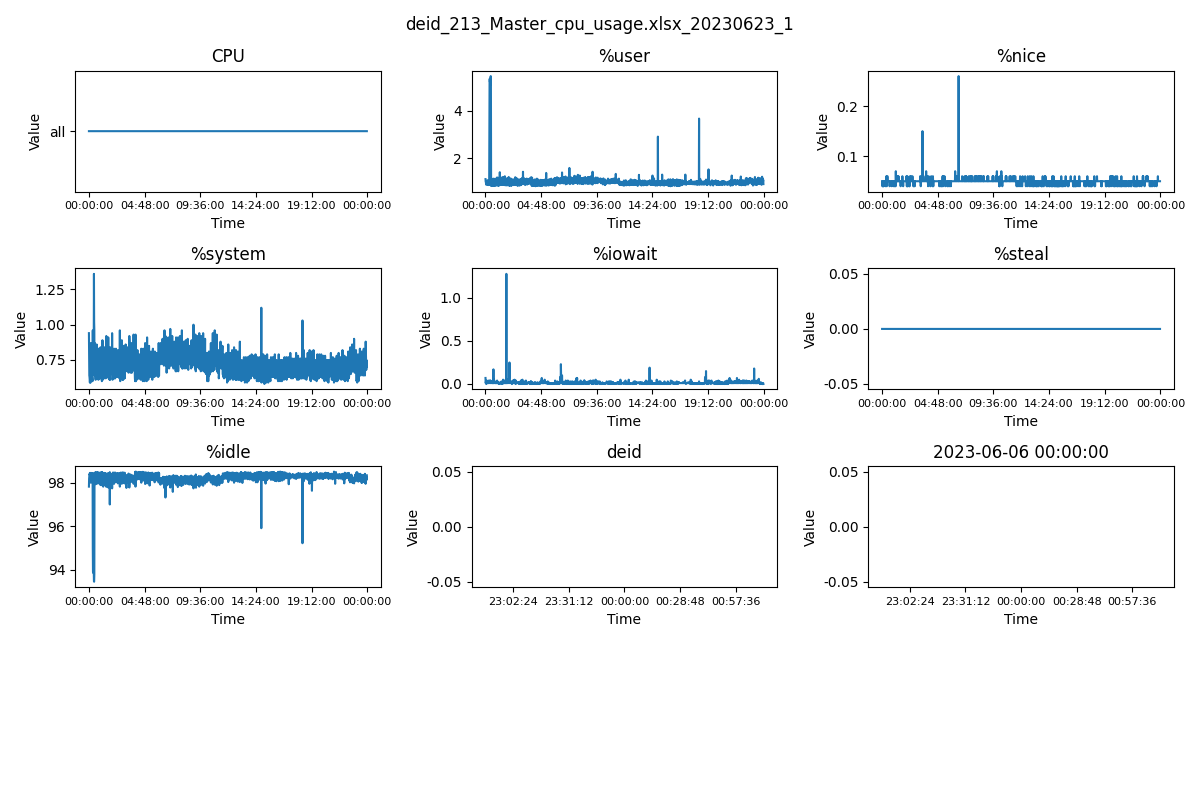 deid_213_Master_cpu_usage.xlsx_20230623_1
CPU
Value
all
00:00:00 04:48:00 09:36:00 14:24:00 19:12:00 00:00:00
Time
%user
Value
4
2
00:00:00 04:48:00 09:36:00 14:24:00 19:12:00 00:00:00
Time
%nice
Value
0.2
0.1
00:00:00 04:48:00 09:36:00 14:24:00 19:12:00 00:00:00
Time
%system
Value
1.25
1.00
0.75
00:00:00 04:48:00 09:36:00 14:24:00 19:12:00 00:00:00
Time
%iowait
Value
1.0
0.5
0.0
00:00:00 04:48:00 09:36:00 14:24:00 19:12:00 00:00:00
Time
%steal
Value
0.05
0.00
-0.05
00:00:00 04:48:00 09:36:00 14:24:00 19:12:00 00:00:00
Time
%idle
Value
98
96
94
00:00:00 04:48:00 09:36:00 14:24:00 19:12:00 00:00:00
Time
deid
Value
0.05
0.00
-0.05
23:02:24 23:31:12 00:00:00 00:28:48 00:57:36
Time
2023-06-06 00:00:00
Value
0.05
0.00
-0.05
23:02:24 23:31:12 00:00:00 00:28:48 00:57:36
Time